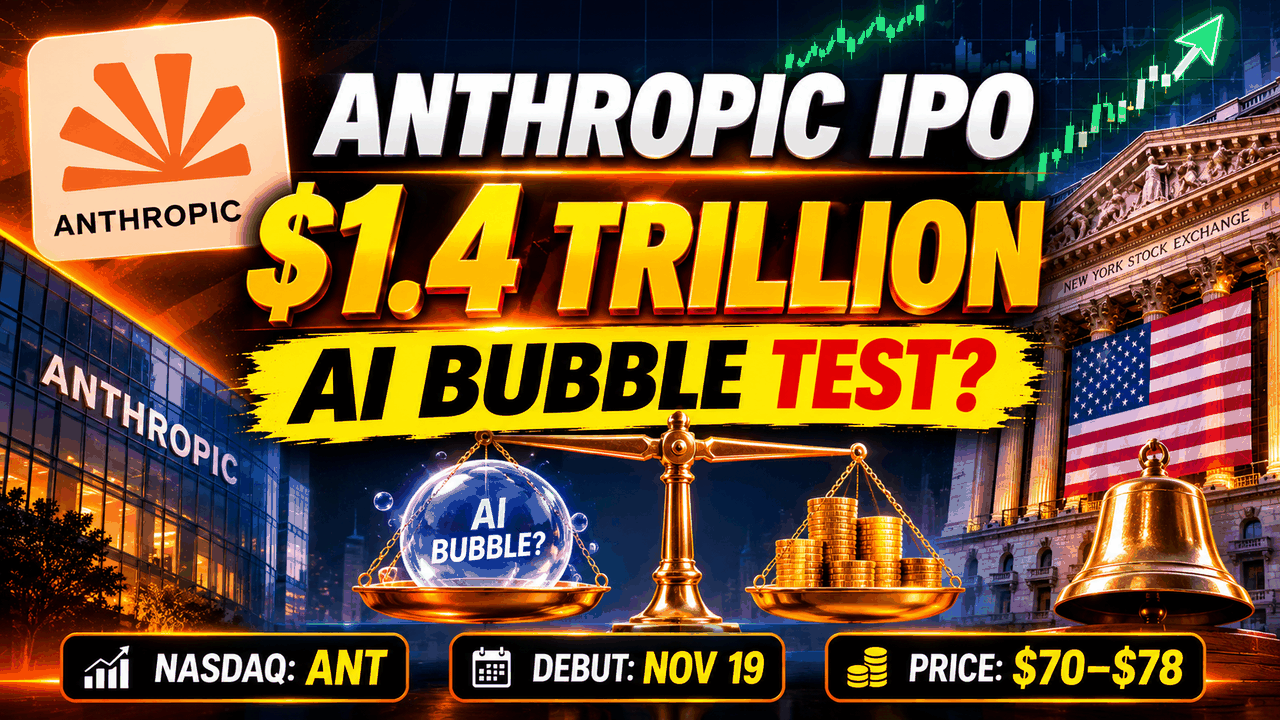 ANTHROPIC
ANTHROPIC IPO
$1.4 TRILLION
AI BUBBLE TEST?
NEW YORK STOCK EXCHANGE
ANTHROPIC
AI
BUBBLE?
NASDAQ: ANT
DEBUT: NOV 19
PRICE: $70–$78